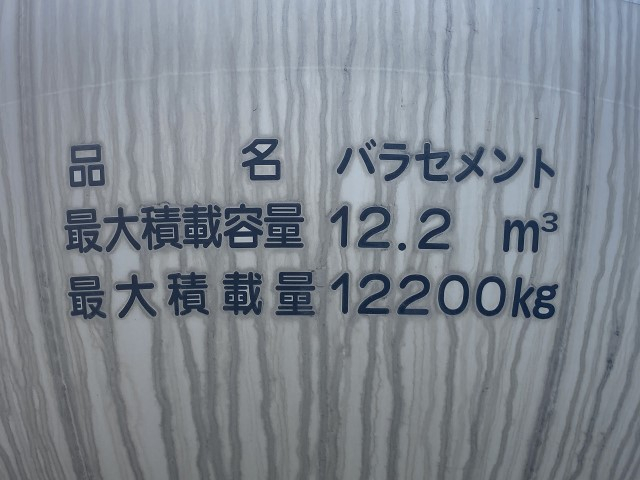 品名 バラセメント
最大積載容量 12.2 m³
最大積載量 12200kg